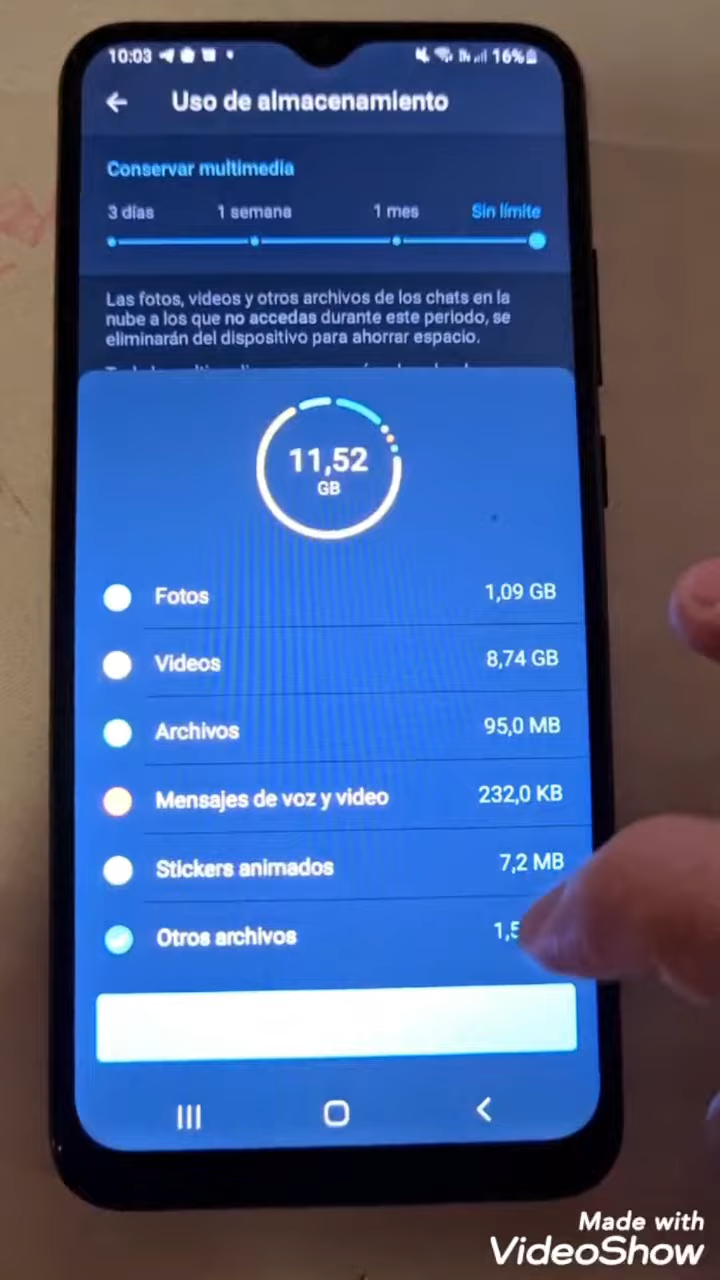 10:03
16%
Uso de almacenamiento
Conservar multimedia
3 días 1 semana 1 mes Sin límite
Las fotos, videos y otros archivos de los chats en la
nube a los que no accedas durante este periodo, se
eliminarán del dispositivo para ahorrar espacio.
11,52
GB
Fotos 1,09 GB
Videos 8,74 GB
Archivos 95,0 MB
Mensajes de voz y video 232,0 KB
Stickers animados 7,2 MB
Otros archivos 1,5
Made with
VideoShow